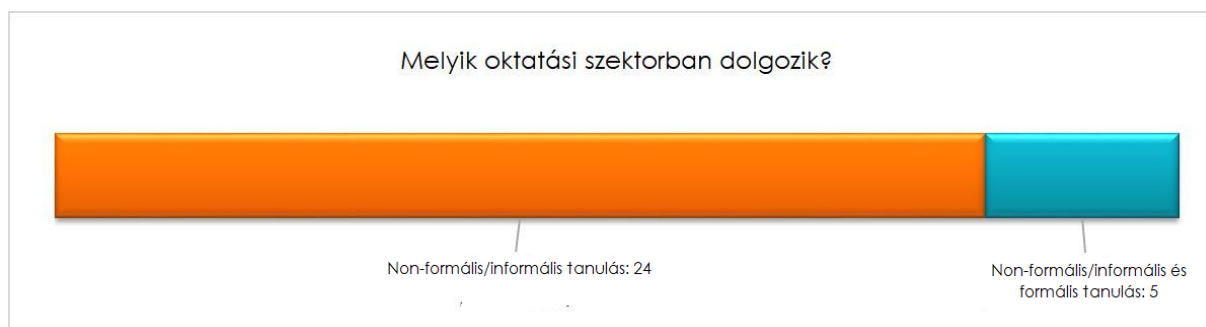 Melyik oktatási szektorban dolgozik?
Non-formális/informális tanulás: 24
Non-formális/informális és
formális tanulás: 5